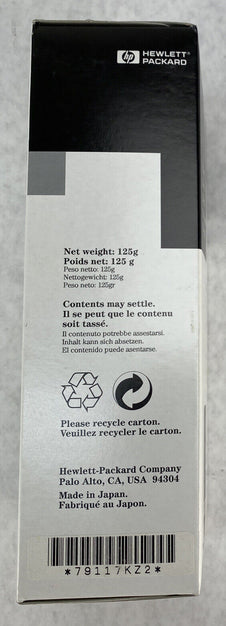 hp HEWLETT®
PACKARD
Net weight: 125g
Poids net: 125 g
Peso netto: 125g
Nettogewicht: 125g
Peso neto: 125gr
Contents may settle.
Il se peut que le contenu
soit tassé.
Il contenuto potrebbe assestarsi.
Inhalt kann sich absetzen.
El contenido puede asentarse.
Please recycle carton.
Veuillez recycler le carton.
Hewlett-Packard Company
Palo Alto, CA, USA 94304
Made in Japan.
Fabriqué au Japon.
*79117KZ2*